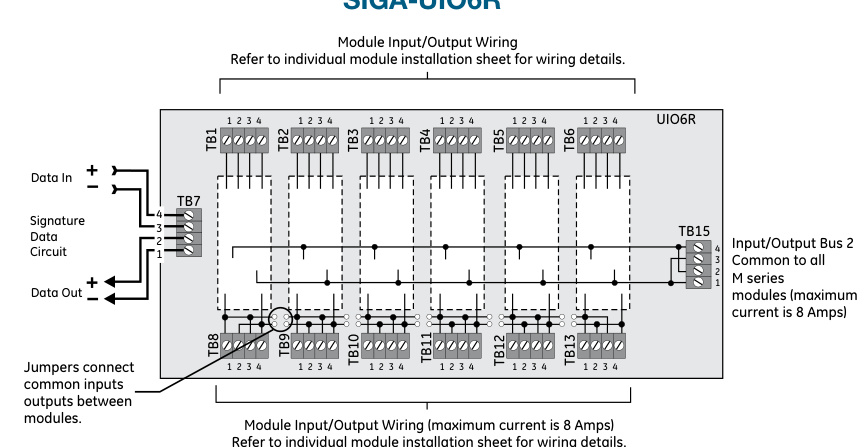 SIGA-UIO6R
Module Input/Output Wiring
Refer to individual module installation sheet for wiring details.
UIO6R
1 2 3 4
1 2 3 4
1 2 3 4
1 2 3 4
1 2 3 4
1 2 3 4
TB1
TB2
TB3
TB4
TB5
TB6
Data In
+
−
Signature
Data
Circuit
Data Out
+
−
TB7
4
3
2
1
TB15
4
3
2
1
Input/Output Bus 2
Common to all
M series
modules (maximum
current is 8 Amps)
TB8
TB9
TB10
TB11
TB12
TB13
1 2 3 4
1 2 3 4
1 2 3 4
1 2 3 4
1 2 3 4
1 2 3 4
Jumpers connect
common inputs
outputs between
modules.
Module Input/Output Wiring (maximum current is 8 Amps)
Refer to individual module installation sheet for wiring details.